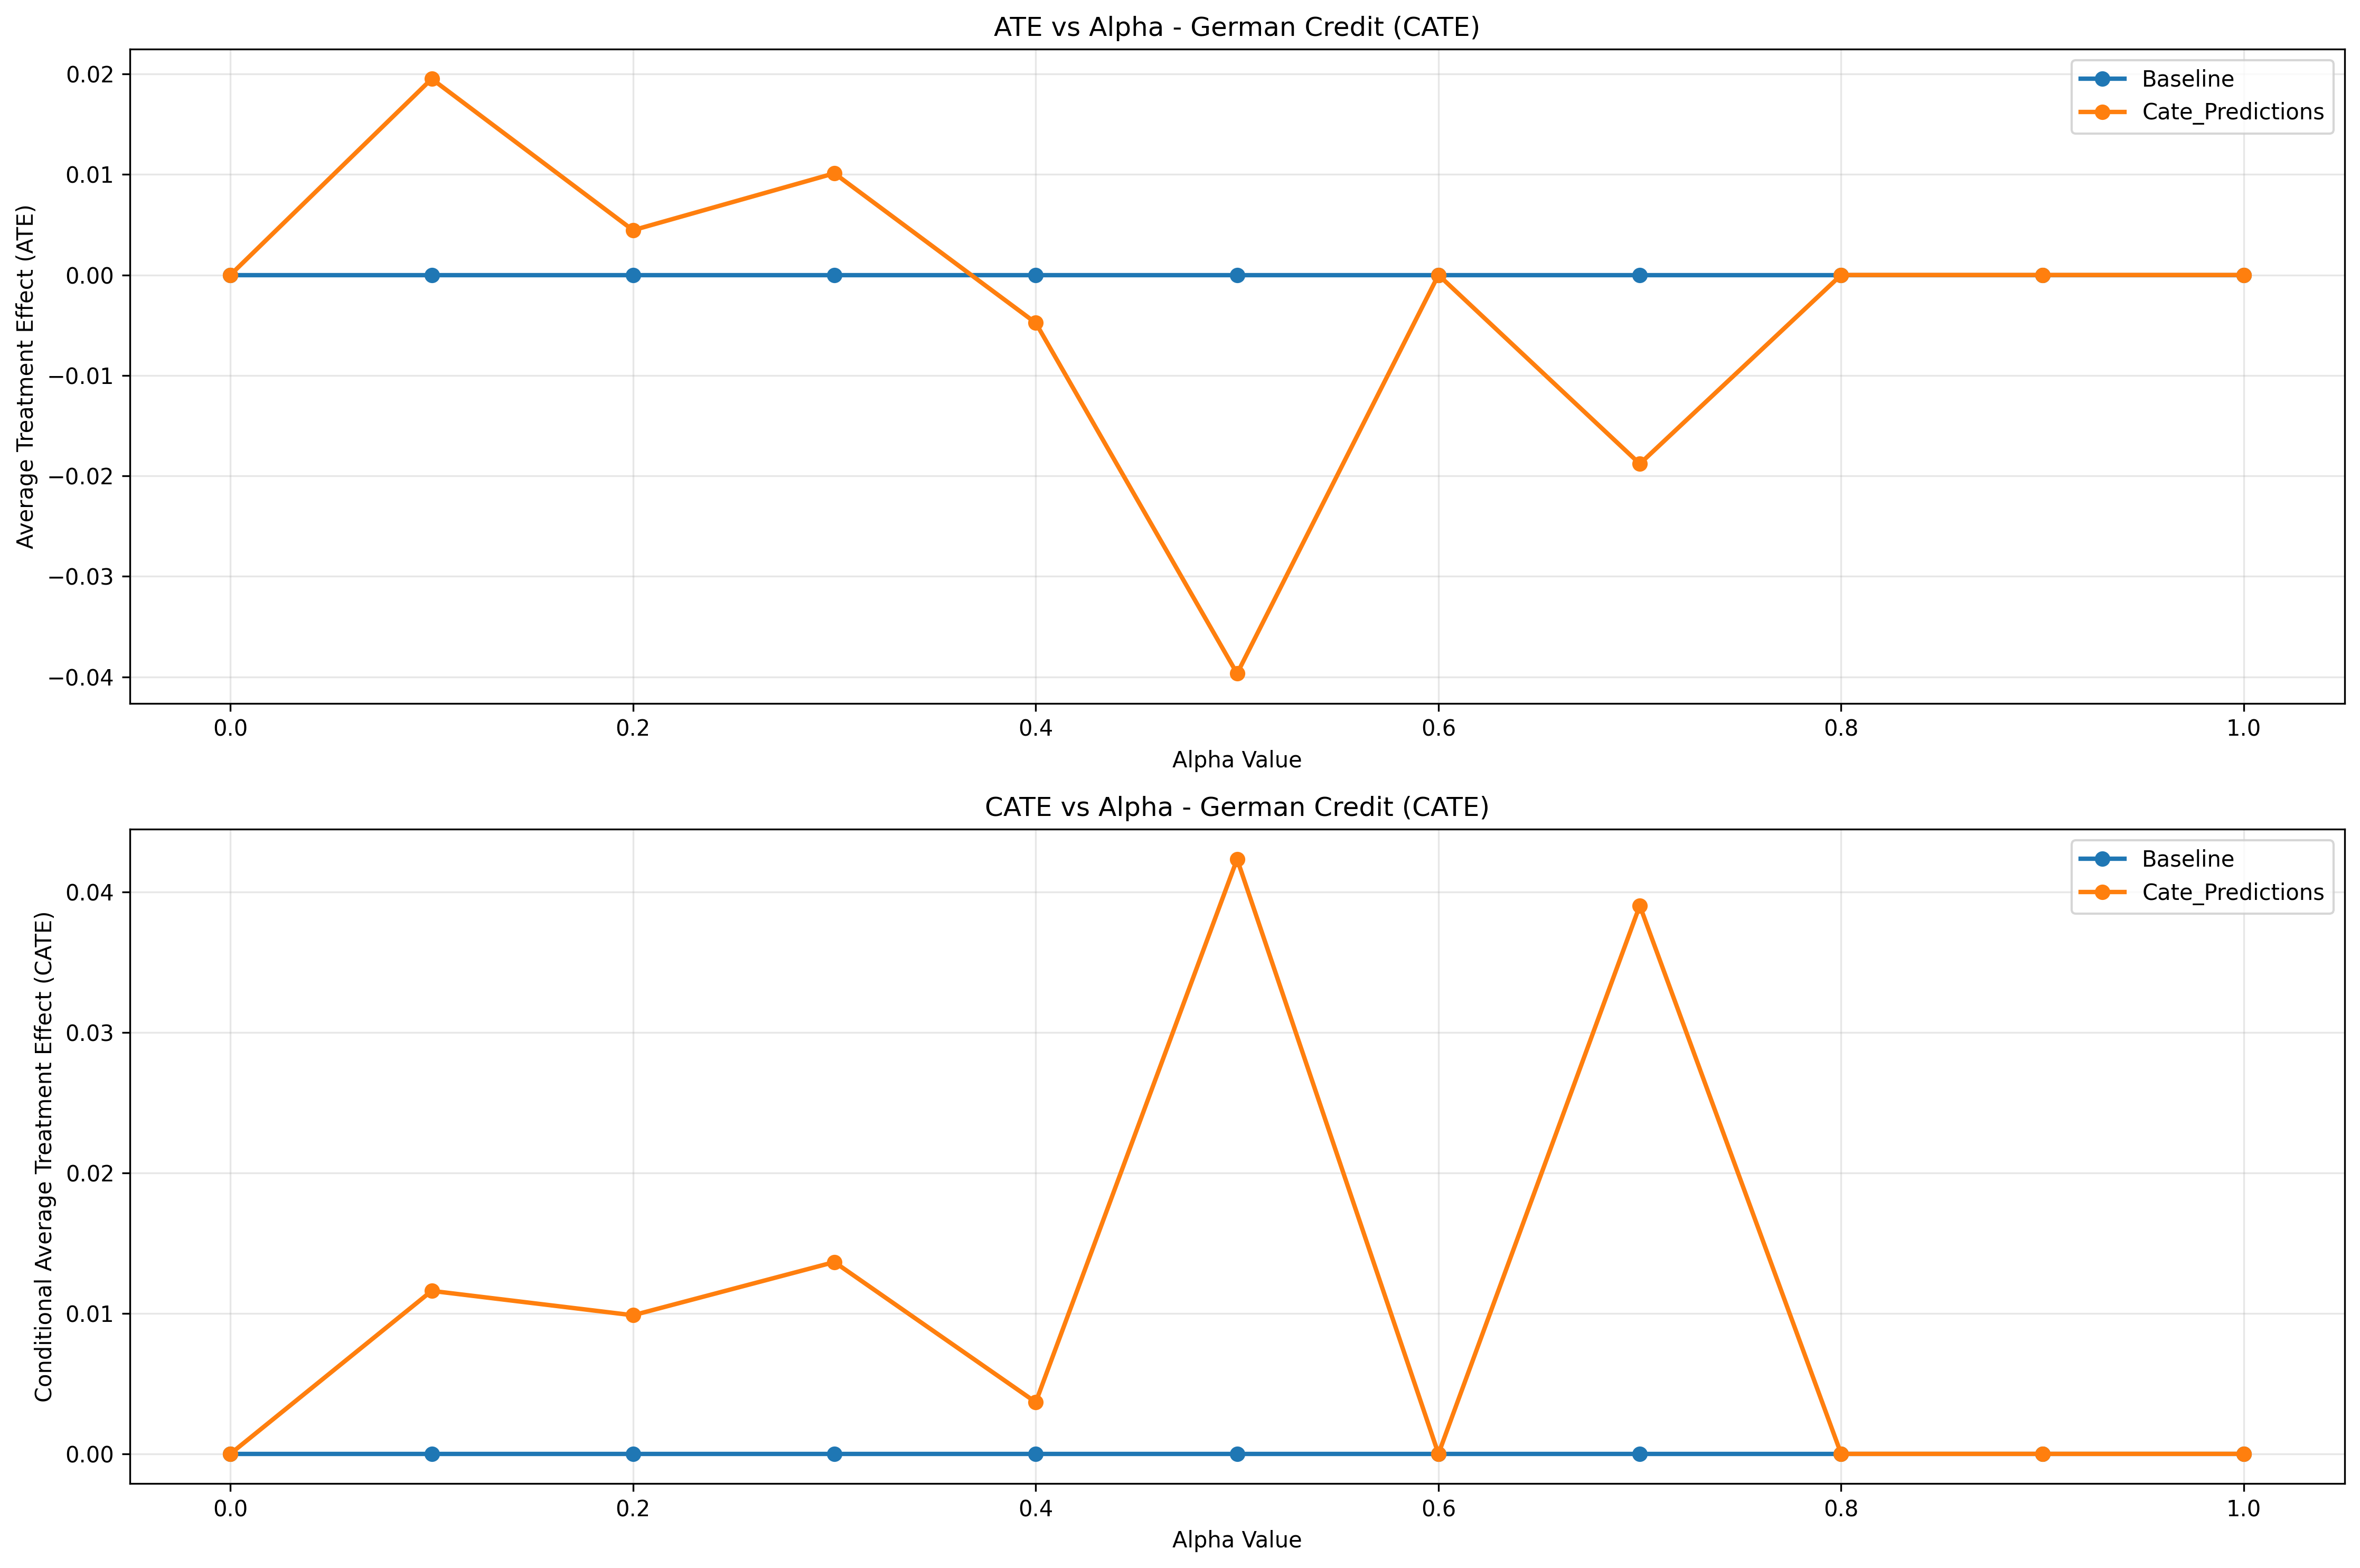 ATE vs Alpha - German Credit (CATE)
Average Treatment Effect (ATE)
0.02
0.01
0.00
−0.01
−0.02
−0.03
−0.04
Baseline
Cate_Predictions
0.0 0.2 0.4 0.6 0.8 1.0
Alpha Value
CATE vs Alpha - German Credit (CATE)
Conditional Average Treatment Effect (CATE)
0.04
0.03
0.02
0.01
0.00
Baseline
Cate_Predictions
0.0 0.2 0.4 0.6 0.8 1.0
Alpha Value